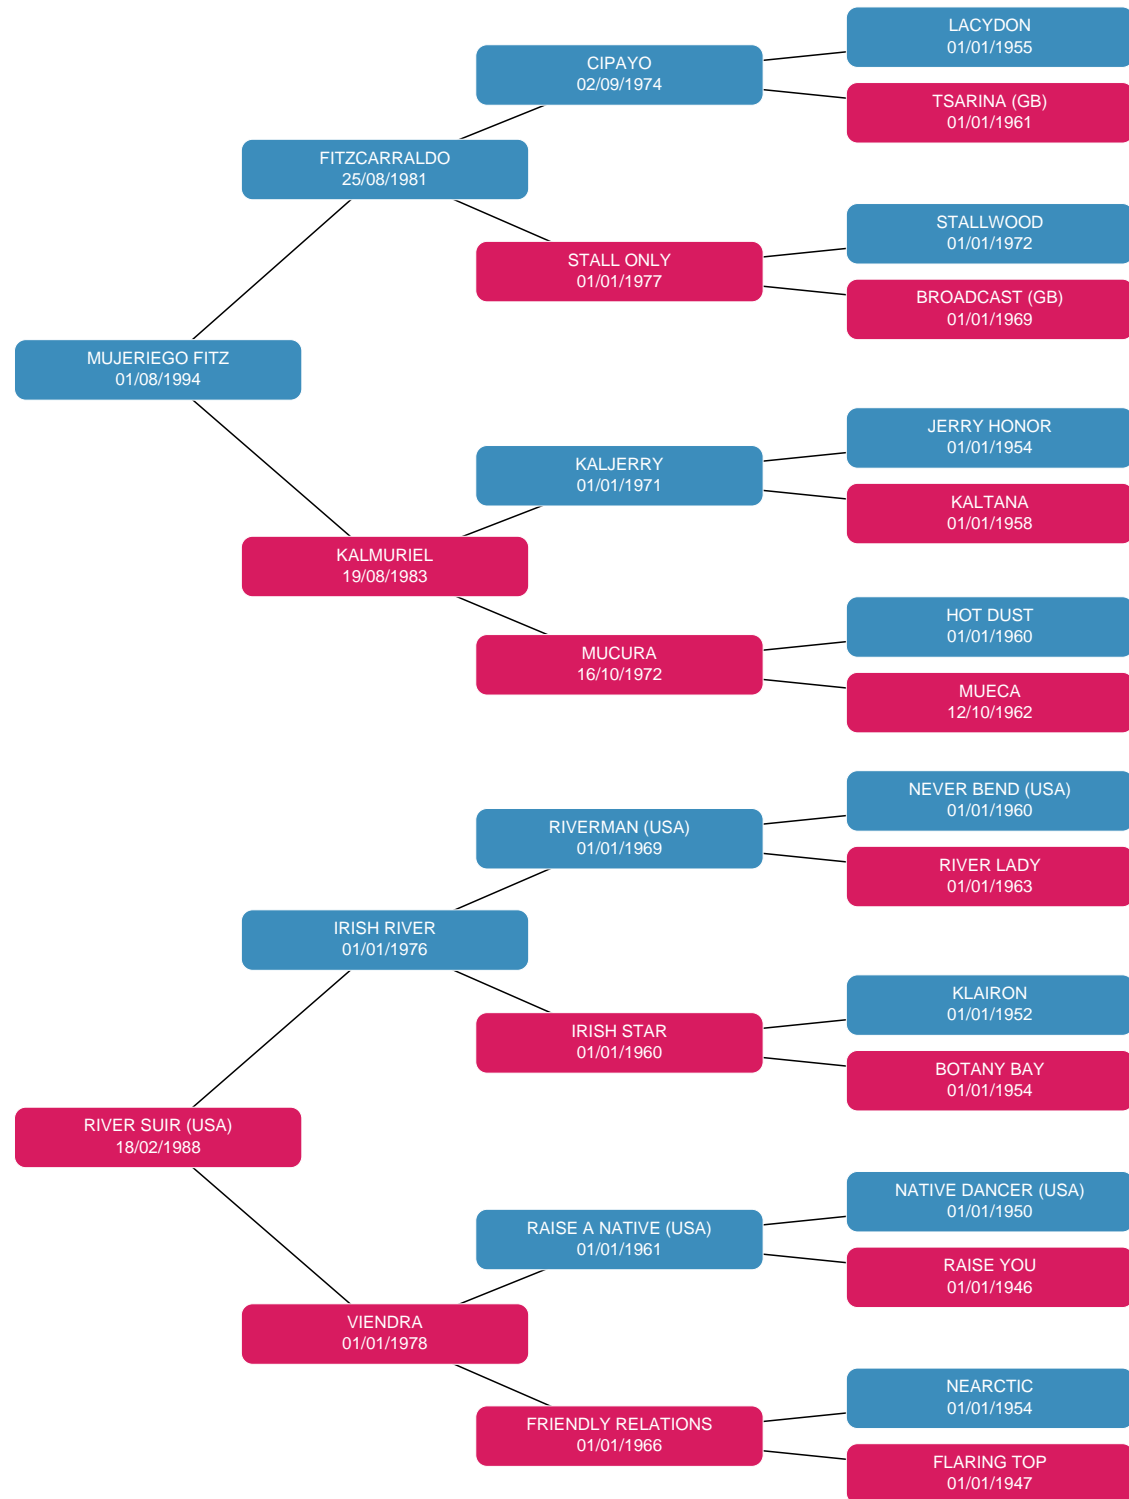 LACYDON
01/01/1955
CIPAYO
02/09/1974
TSARINA (GB)
01/01/1961
FITZCARRALDO
25/08/1981
STALLWOOD
01/01/1972
STALL ONLY
01/01/1977
BROADCAST (GB)
01/01/1969
MUJERIEGO FITZ
01/08/1994
JERRY HONOR
01/01/1954
KALJERRY
01/01/1971
KALTANA
01/01/1958
KALMURIEL
19/08/1983
HOT DUST
01/01/1960
MUCURA
16/10/1972
MUECA
12/10/1962
NEVER BEND (USA)
01/01/1960
RIVERMAN (USA)
01/01/1969
RIVER LADY
01/01/1963
IRISH RIVER
01/01/1976
KLAIRON
01/01/1952
IRISH STAR
01/01/1960
BOTANY BAY
01/01/1954
RIVER SUIR (USA)
18/02/1988
NATIVE DANCER (USA)
01/01/1950
RAISE A NATIVE (USA)
01/01/1961
RAISE YOU
01/01/1946
VIENDRA
01/01/1978
NEARCTIC
01/01/1954
FRIENDLY RELATIONS
01/01/1966
FLARING TOP
01/01/1947